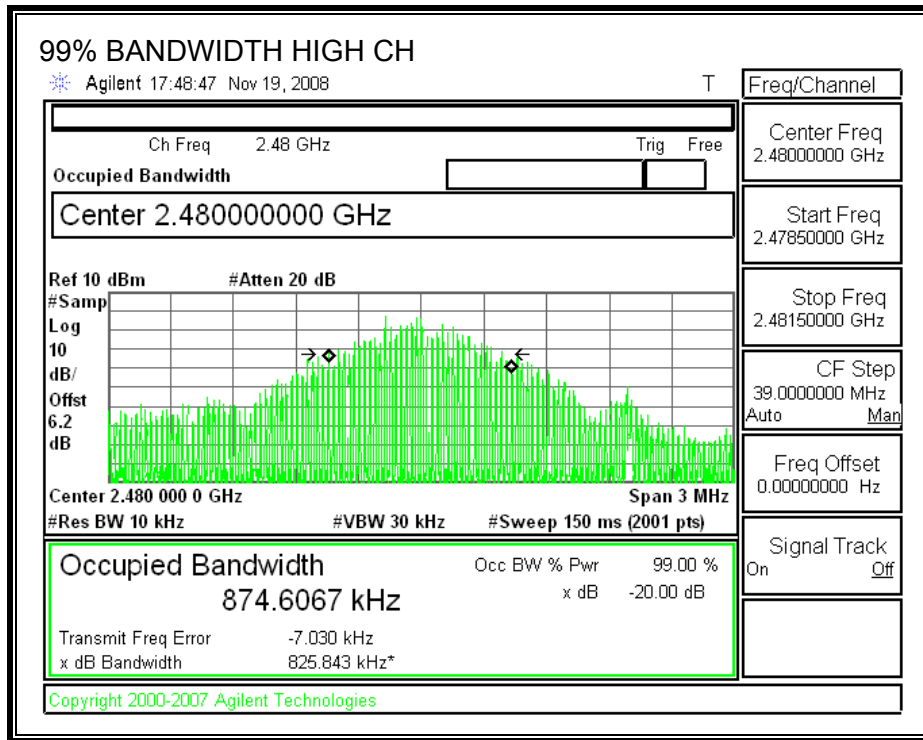 99% BANDWIDTH HIGH CH
Agilent 17:48:47 Nov 19, 2008 T
Ch Freq 2.48 GHz Trig Free
Occupied Bandwidth
Center 2.480000000 GHz
Ref 10 dBm #Atten 20 dB
#Samp
Log
10
dB/
Offst
6.2
dB
Center 2.480 000 0 GHz Span 3 MHz
#Res BW 10 kHz #VBW 30 kHz #Sweep 150 ms (2001 pts)
Occupied Bandwidth Occ BW % Pwr 99.00 %
874.6067 kHz x dB -20.00 dB
Transmit Freq Error -7.030 kHz
x dB Bandwidth 825.843 kHz*
Copyright 2000-2007 Agilent Technologies
Freq/Channel
Center Freq
2.48000000 GHz
Start Freq
2.47850000 GHz
Stop Freq
2.48150000 GHz
CF Step
39.0000000 MHz
Auto Man
Freq Offset
0.00000000 Hz
Signal Track
On Off